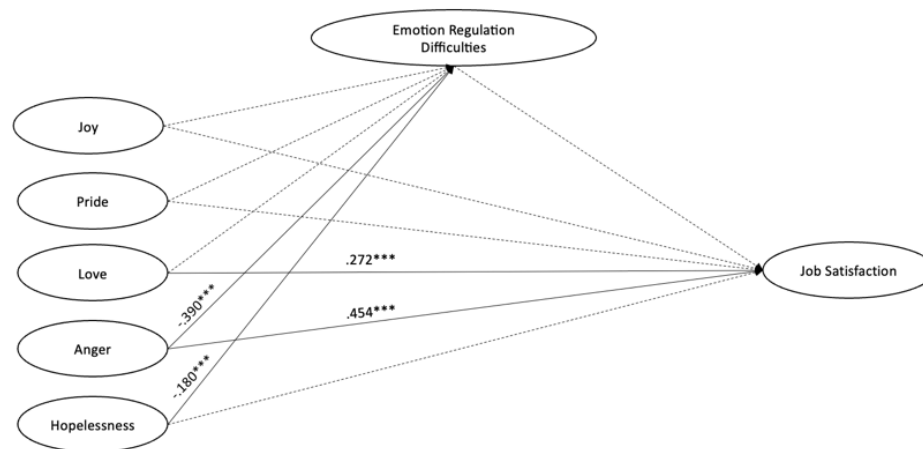 Emotion Regulation
Difficulties
Joy
Pride
Love
.272***
Job Satisfaction
-.390***
.454***
Anger
-.180***
Hopelessness